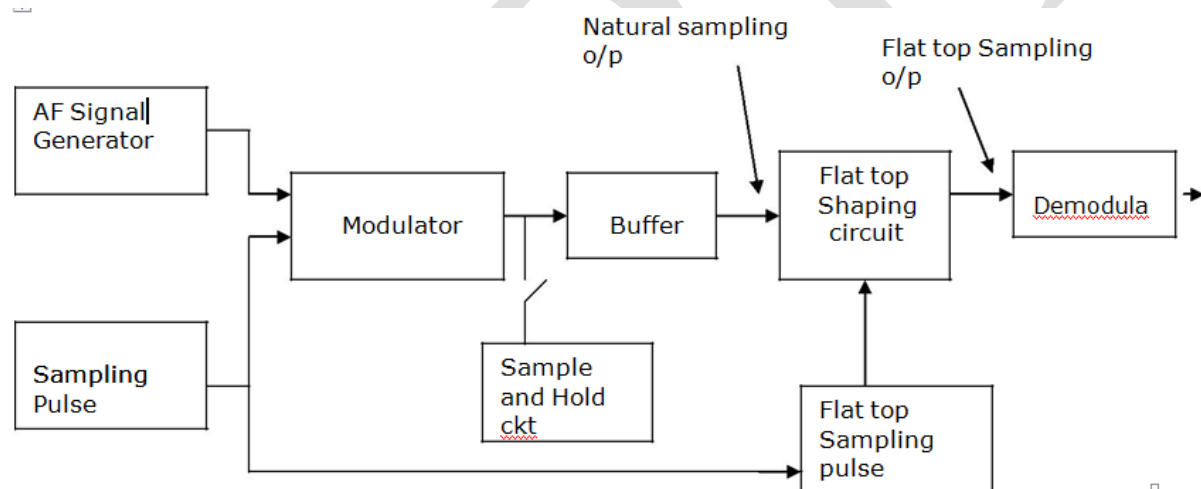 Natural sampling
o/p
Flat top Sampling
o/p
AF Signal
Generator
Modulator
Buffer
Flat top
Shaping
circuit
Demodula
Sampling
Pulse
Sample
and Hold
ckt
Flat top
Sampling
pulse